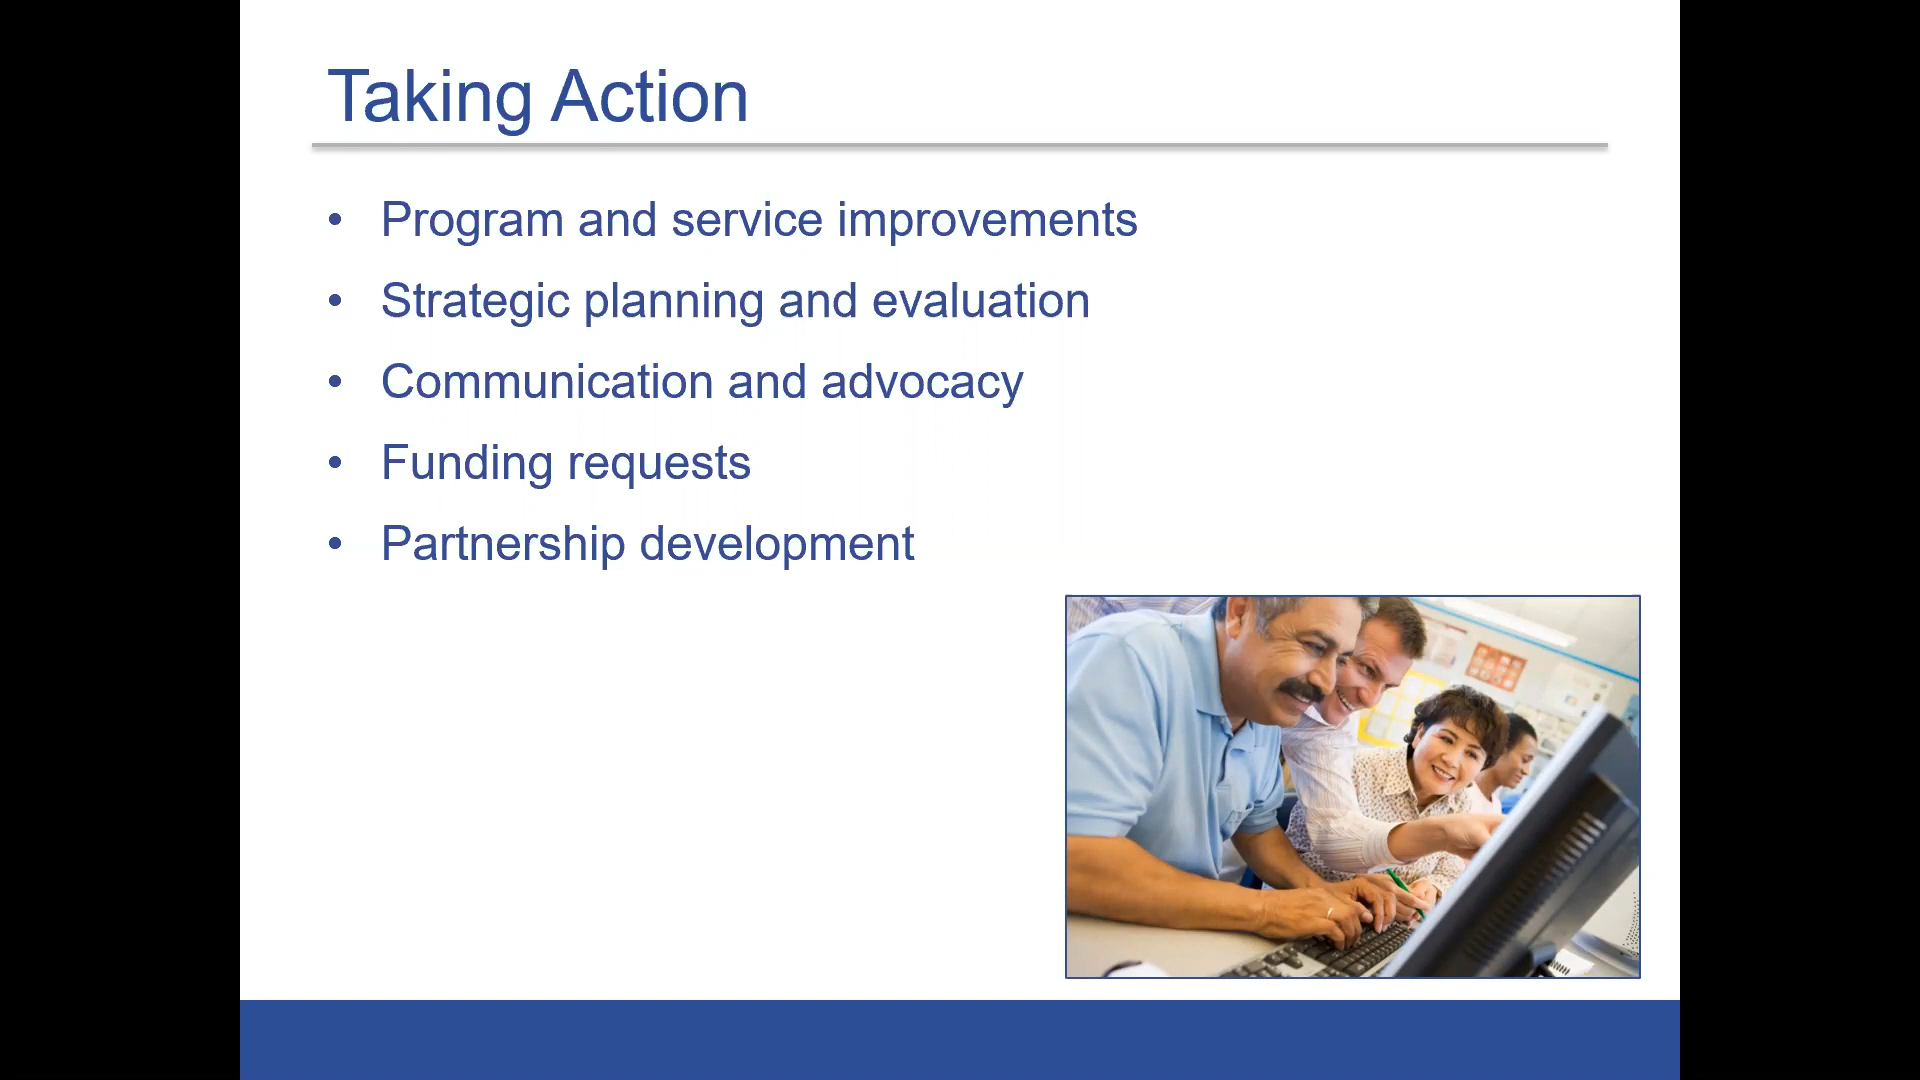 Taking Action
• Program and service improvements
• Strategic planning and evaluation
• Communication and advocacy
• Funding requests
• Partnership development